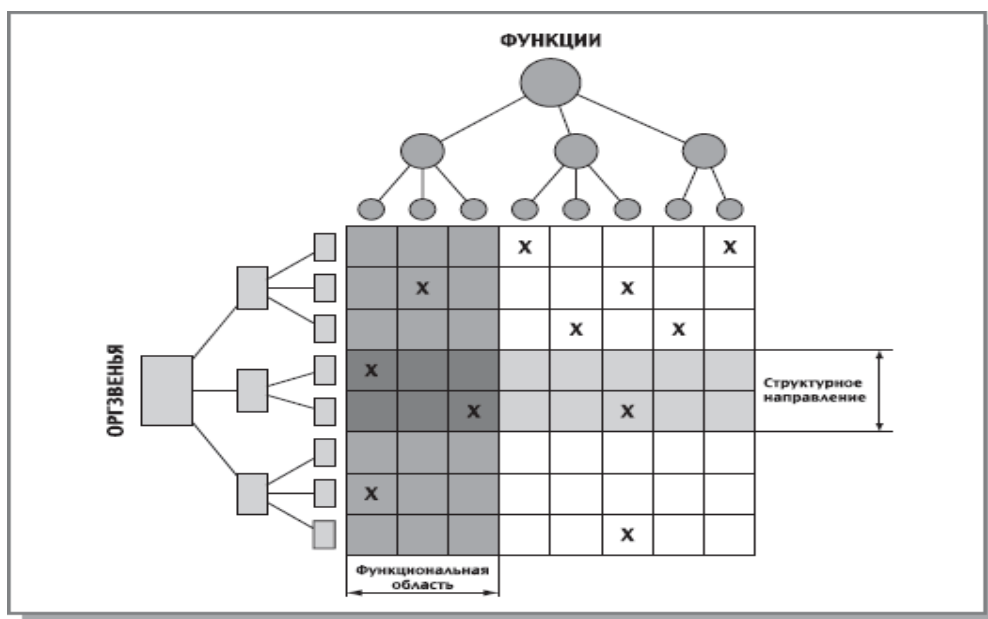 ФУНКЦИИ
ОРГЗВЕНЬЯ
X X
X X
X X
X
X X
X
X
Структурное
направление
Функциональная
область